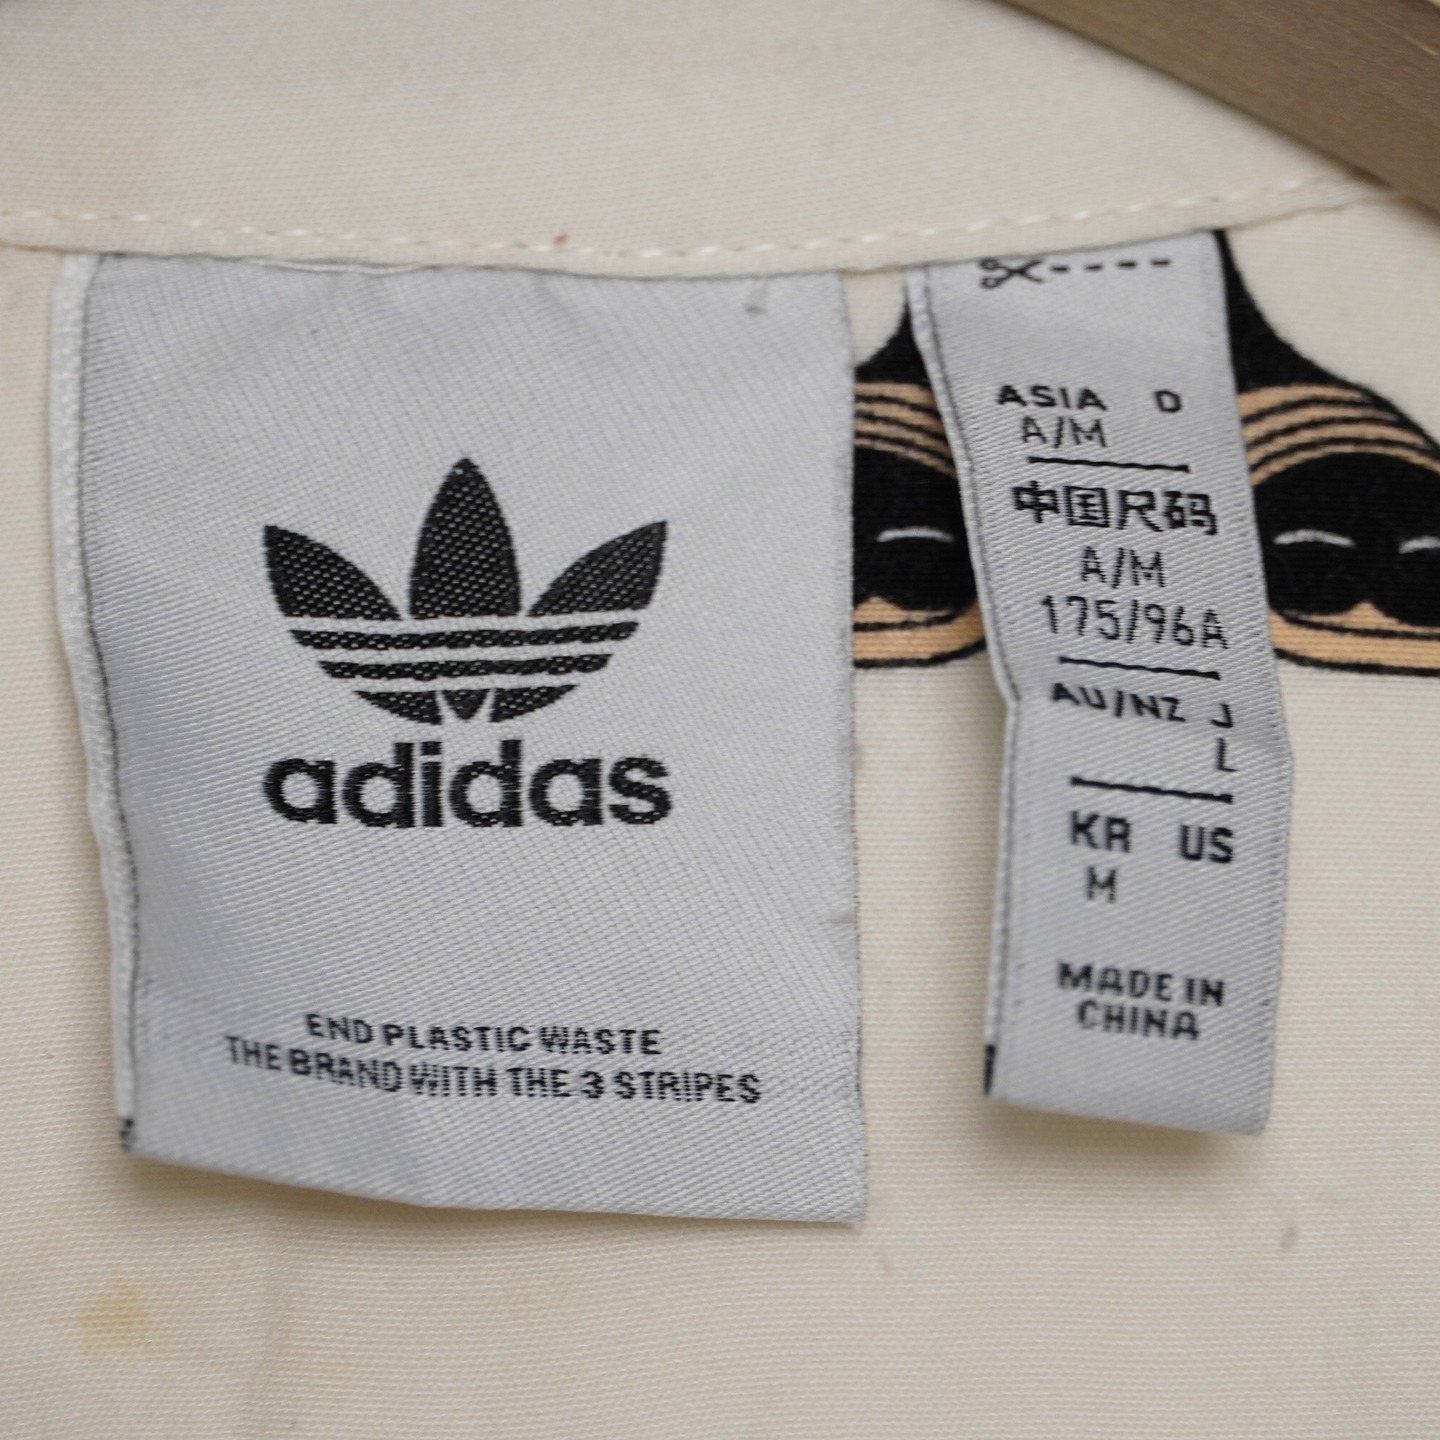 adidas
END PLASTIC WASTE
THE BRAND WITH THE 3 STRIPES
ASIA D
A/M
中国尺码
A/M
175/96A
AU/NZ J
L
KR US
M
MADE IN
CHINA